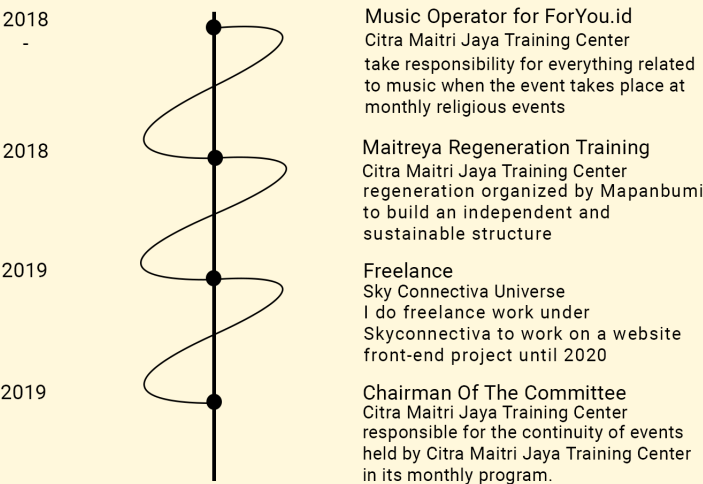 2018
-
Music Operator for ForYou.id
Citra Maitri Jaya Training Center
take responsibility for everything related
to music when the event takes place at
monthly religious events
2018
Maitreya Regeneration Training
Citra Maitri Jaya Training Center
regeneration organized by Mapanbumi
to build an independent and
sustainable structure
2019
Freelance
Sky Connectiva Universe
I do freelance work under
Skyconnectiva to work on a website
front-end project until 2020
2019
Chairman Of The Committee
Citra Maitri Jaya Training Center
responsible for the continuity of events
held by Citra Maitri Jaya Training Center
in its monthly program.